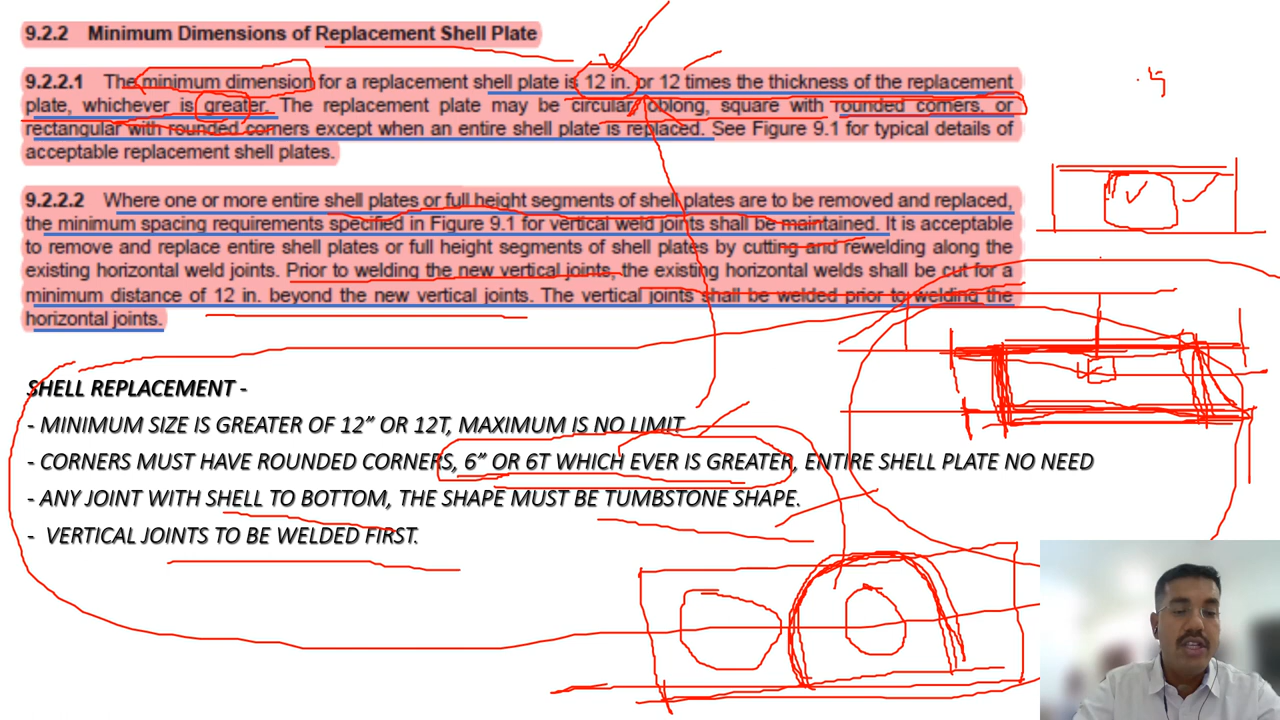 9.2.2 Minimum Dimensions of Replacement Shell Plate
9.2.2.1 The minimum dimension for a replacement shell plate is 12 in. or 12 times the thickness of the replacement
plate, whichever is greater. The replacement plate may be circular, oblong, square with rounded corners, or
rectangular with rounded corners except when an entire shell plate is replaced. See Figure 9.1 for typical details of
acceptable replacement shell plates.
9.2.2.2 Where one or more entire shell plates or full height segments of shell plates are to be removed and replaced,
the minimum spacing requirements specified in Figure 9.1 for vertical weld joints shall be maintained. It is acceptable
to remove and replace entire shell plates or full height segments of shell plates by cutting and rewelding along the
existing horizontal weld joints. Prior to welding the new vertical joints, the existing horizontal welds shall be cut for a
minimum distance of 12 in. beyond the new vertical joints. The vertical joints shall be welded prior to welding the
horizontal joints.
SHELL REPLACEMENT -
- MINIMUM SIZE IS GREATER OF 12” OR 12T, MAXIMUM IS NO LIMIT
- CORNERS MUST HAVE ROUNDED CORNERS, 6” OR 6T WHICH EVER IS GREATER, ENTIRE SHELL PLATE NO NEED
- ANY JOINT WITH SHELL TO BOTTOM, THE SHAPE MUST BE TUMBSTONE SHAPE.
- VERTICAL JOINTS TO BE WELDED FIRST.